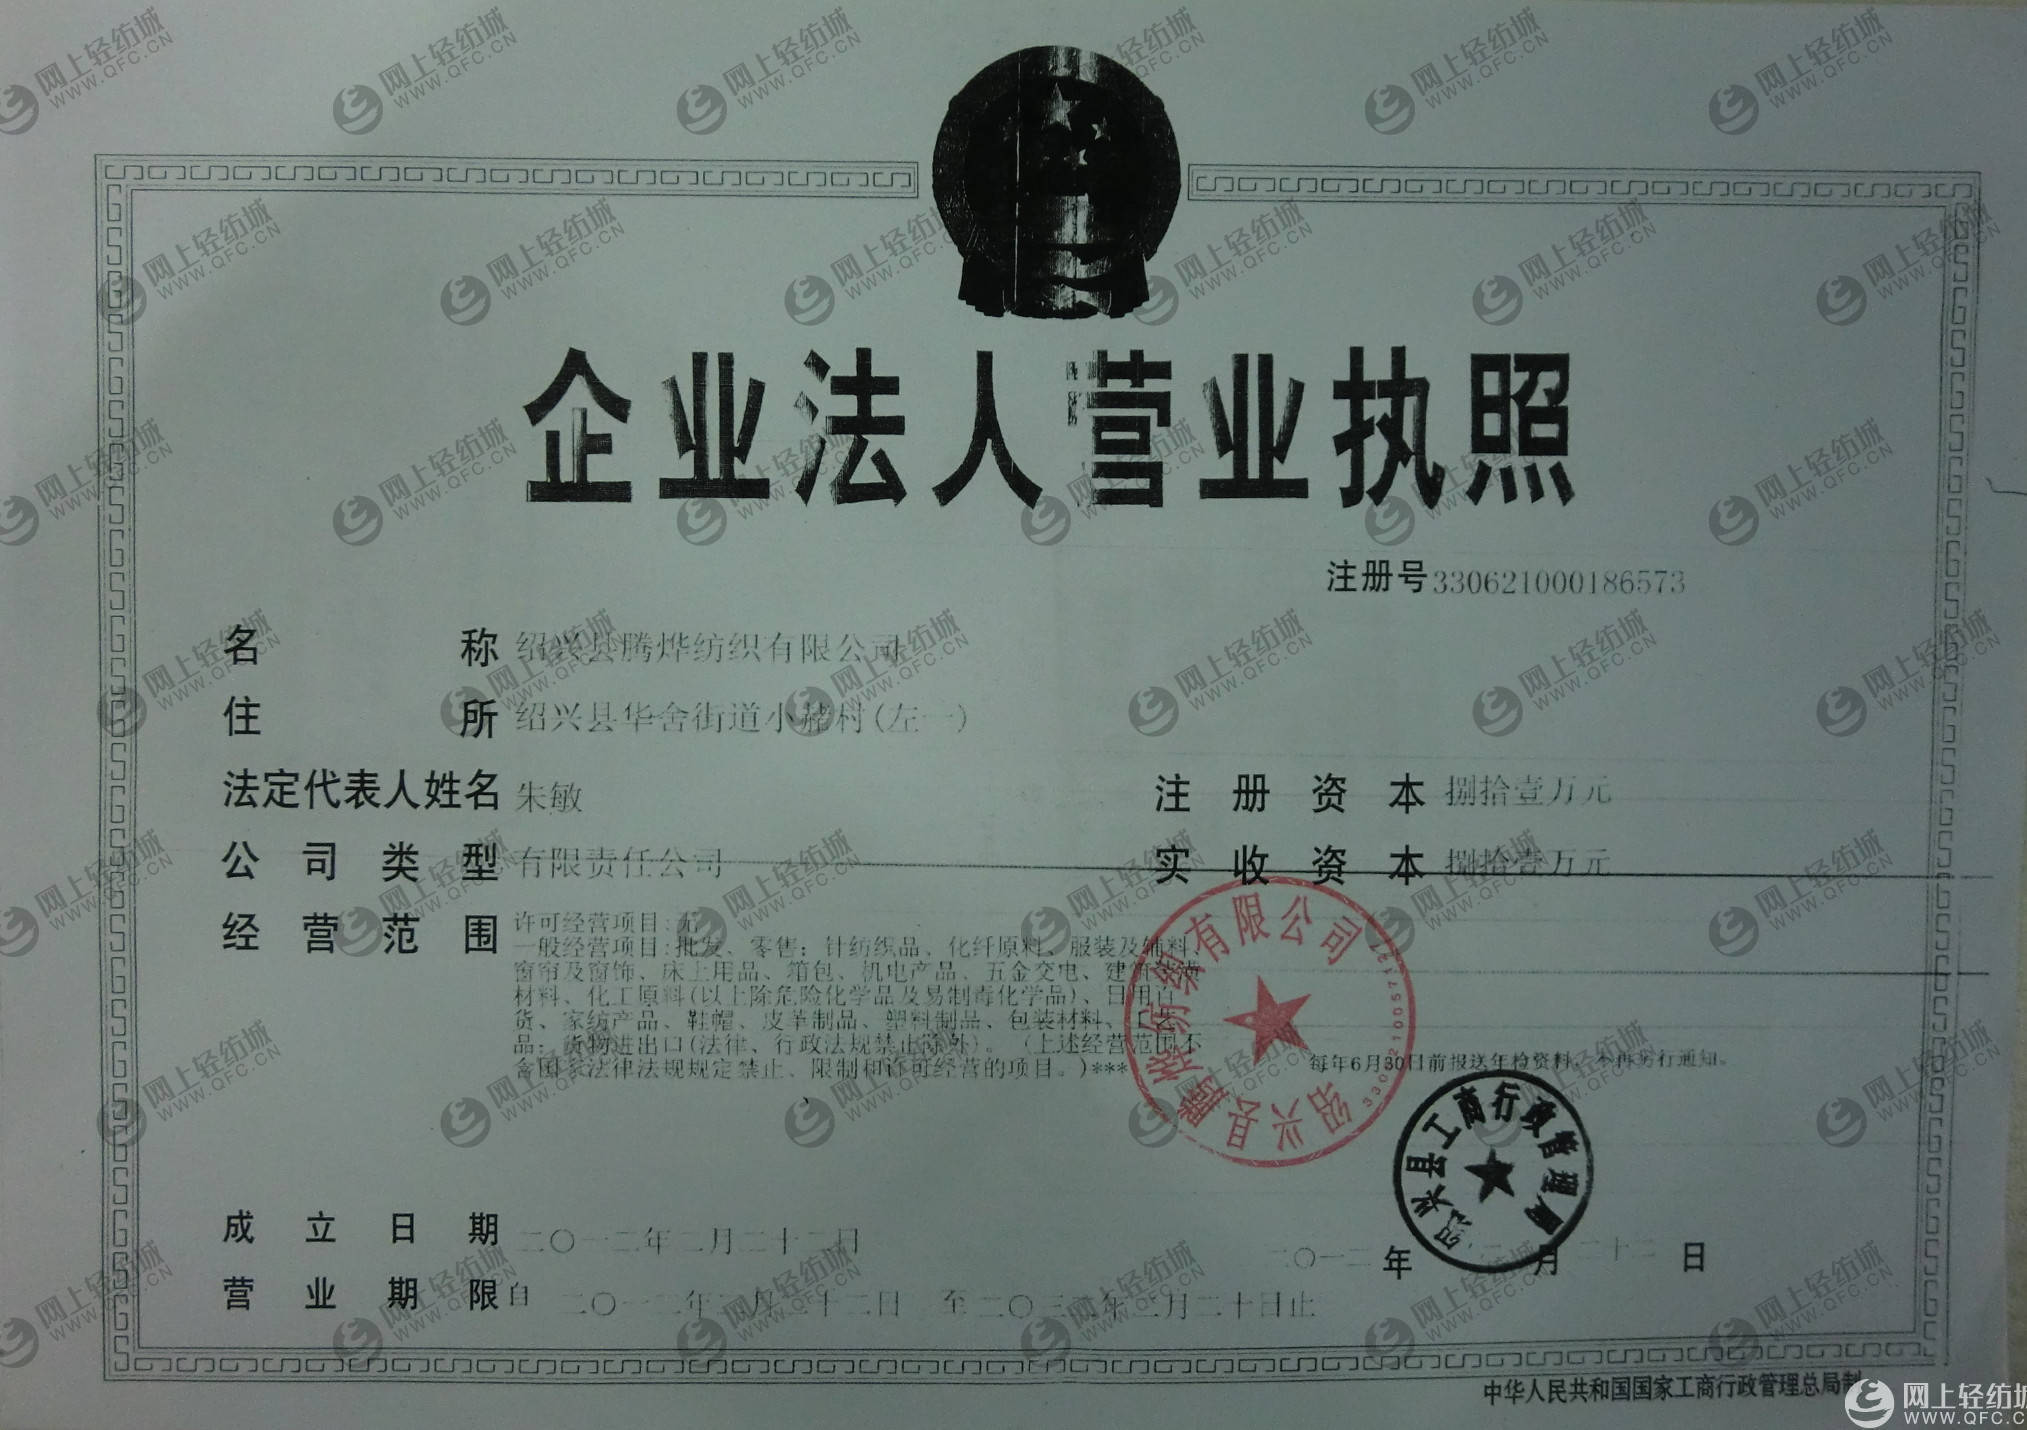 企业法人营业执照
注册号330621000186573
名称 绍兴县腾烨纺织有限公司
住所 绍兴县华舍街道小赭村(左一)
法定代表人姓名 朱敏
注册资本 捌拾壹万元
公司类型 有限责任公司
实收资本 捌拾壹万元
经营范围 许可经营项目:无
一般经营项目:批发、零售：针纺织品、化纤原料、服装及辅料、
窗帘及窗饰、床上用品、箱包、机电产品、五金交电、建筑装潢
材料、化工原料(以上除危险化学品及易制毒化学品)、日用百
货、家纺产品、鞋帽、皮革制品、塑料制品、包装材料、工艺
品；货物进出口(法律、行政法规禁止除外)。(上述经营范围不
含国家法律法规规定禁止、限制和许可经营的项目。)***
绍兴县腾烨纺织有限公司
每年6月30日前报送年检资料，不再另行通知。
绍兴县工商行政管理局
成立日期 二〇一二年二月二十二日
二〇一二年 月二十二日
营业期限 自 二〇一二年二月二十二日 至二〇三二年二月二十日止
中华人民共和国国家工商行政管理总局制
网上轻纺城
WWW.QFC.CN